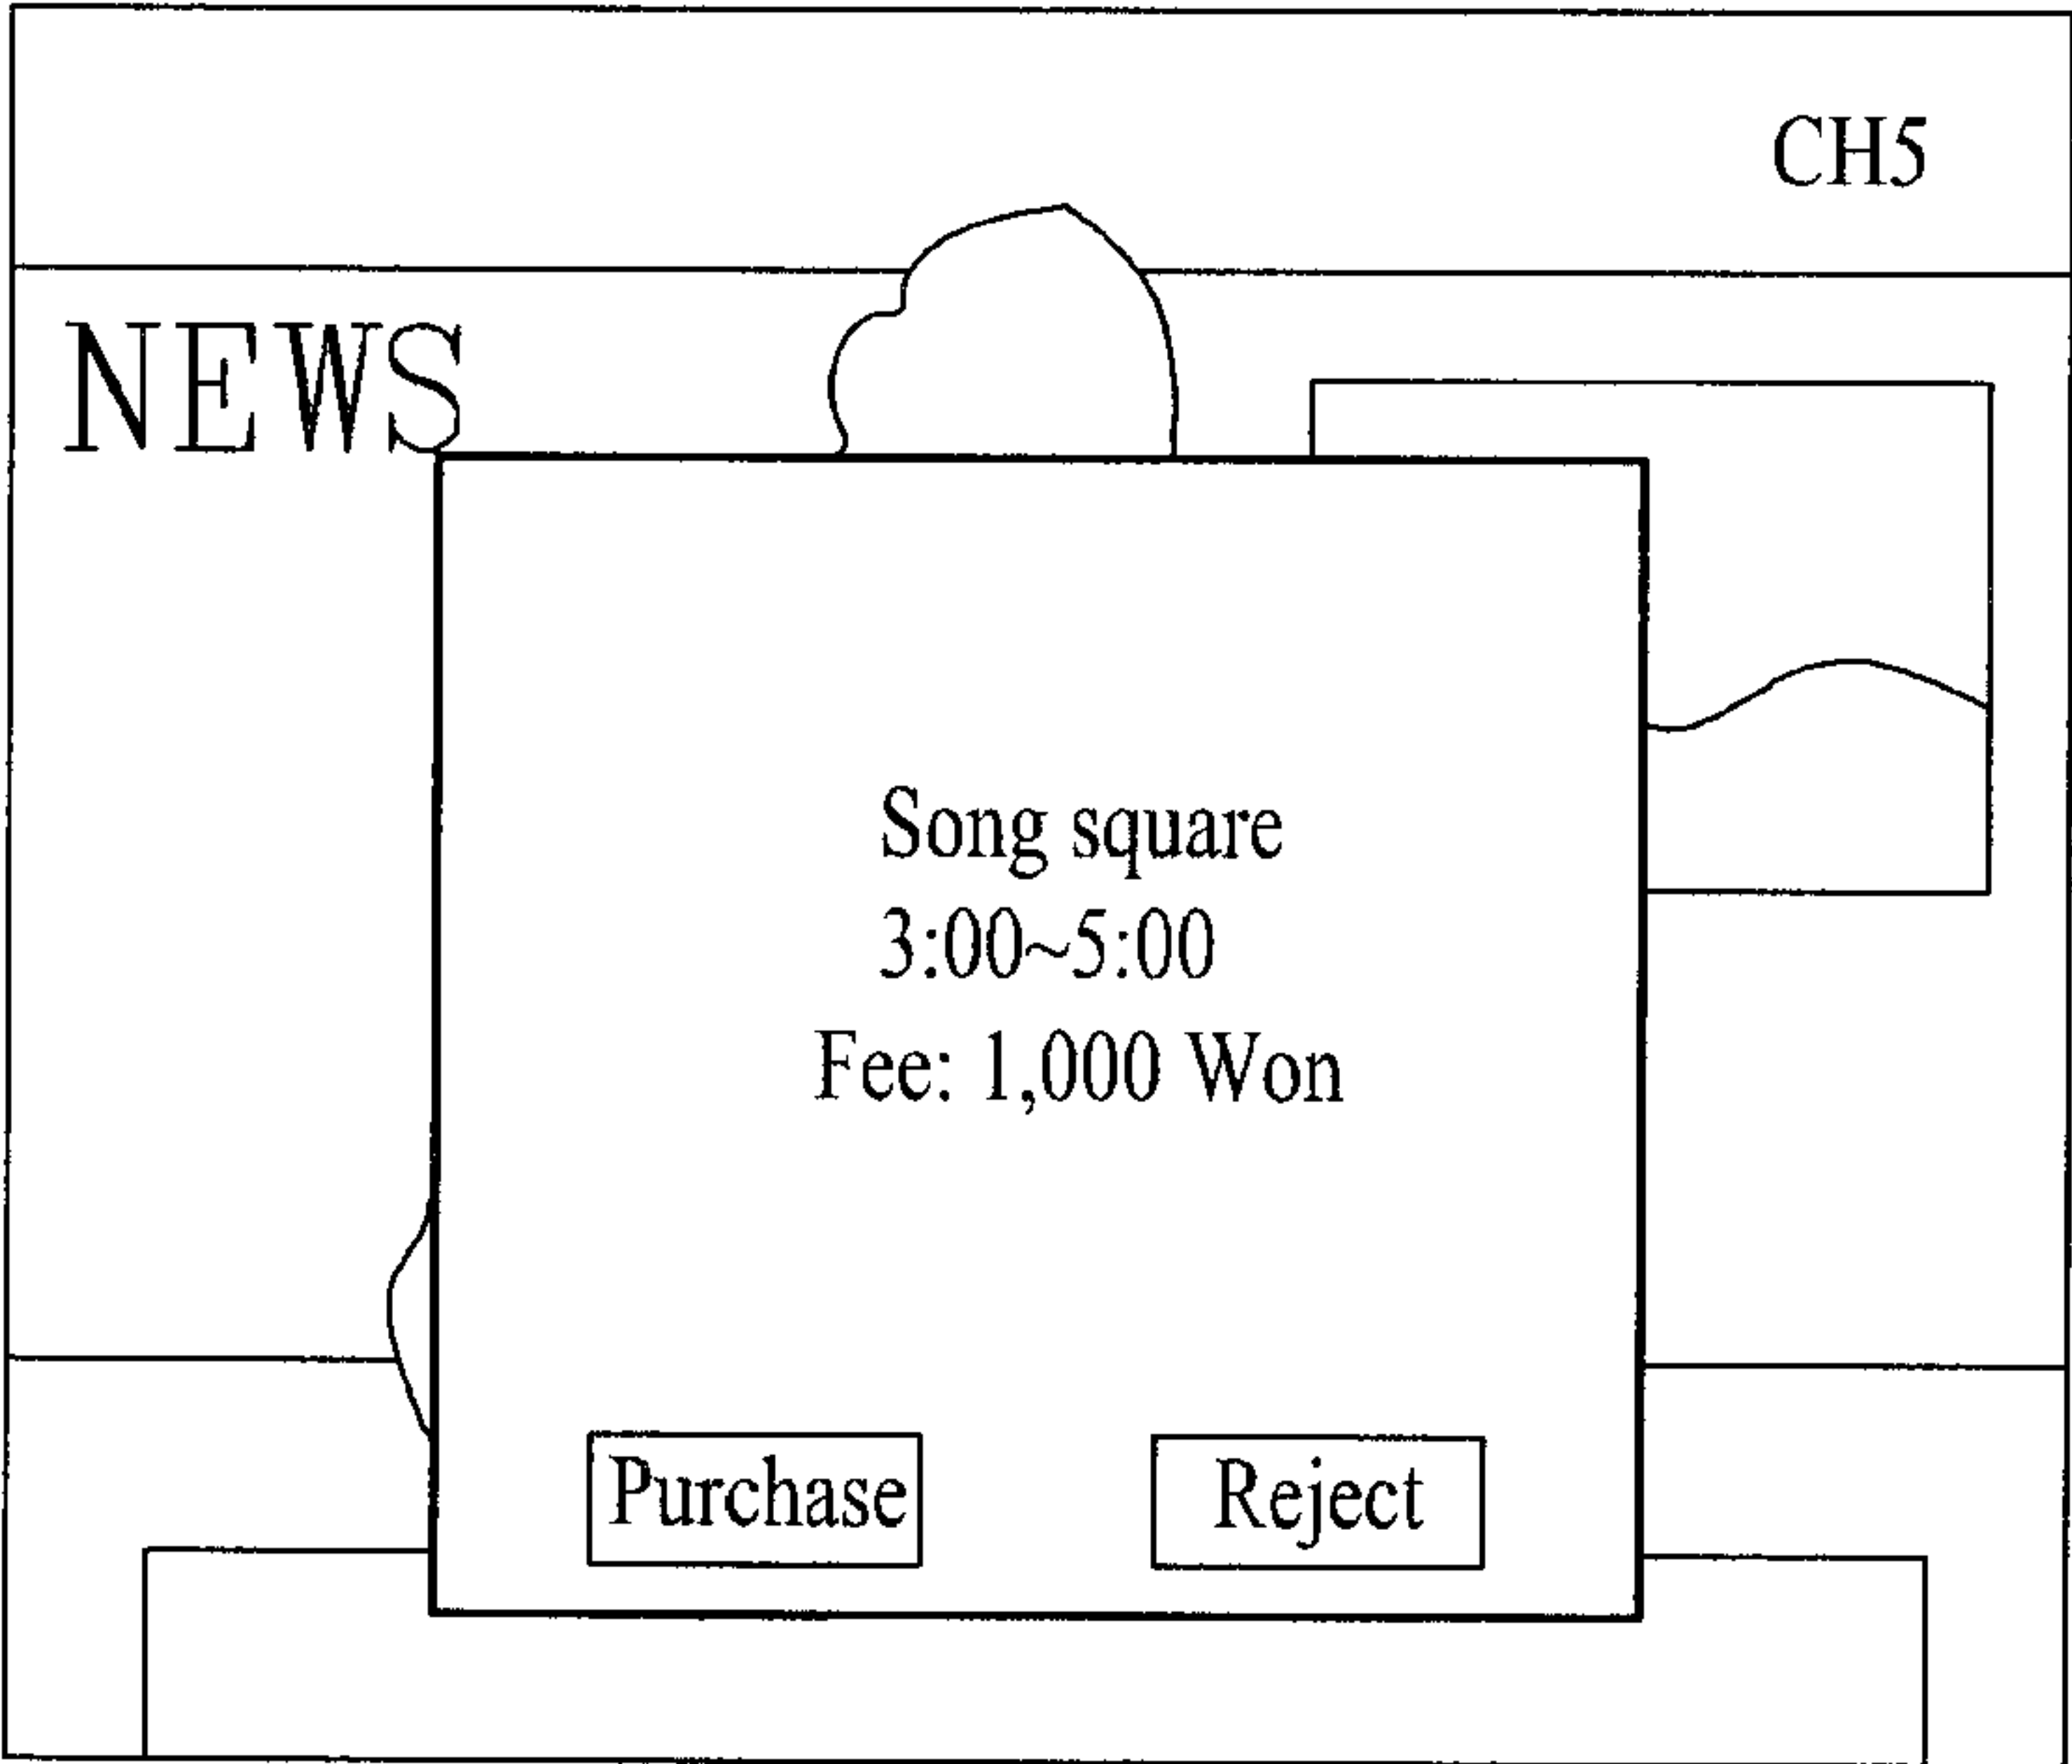 CH5
NEWS
Song square
3:00~5:00
Fee: 1,000 Won
Purchase
Reject